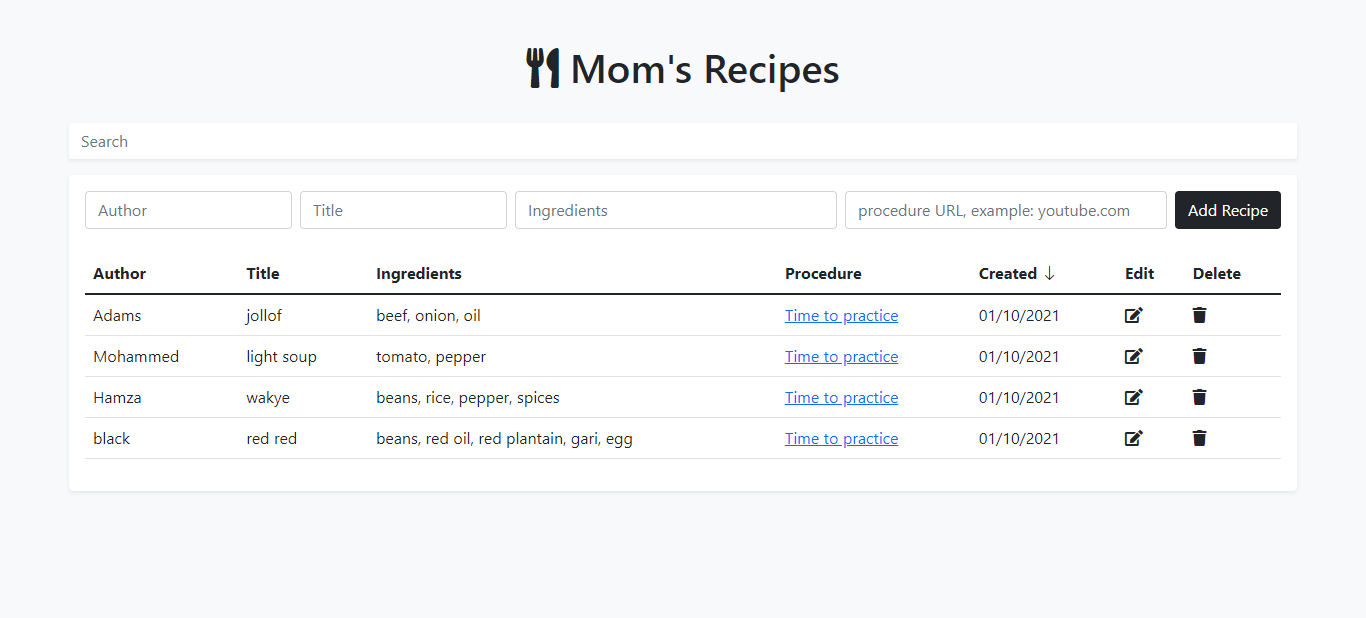 Mom's Recipes
Search
Author Title Ingredients procedure URL, example: youtube.com Add Recipe
Author Title Ingredients Procedure Created ↓ Edit Delete
Adams jollof beef, onion, oil Time to practice 01/10/2021
Mohammed light soup tomato, pepper Time to practice 01/10/2021
Hamza wakye beans, rice, pepper, spices Time to practice 01/10/2021
black red red beans, red oil, red plantain, gari, egg Time to practice 01/10/2021